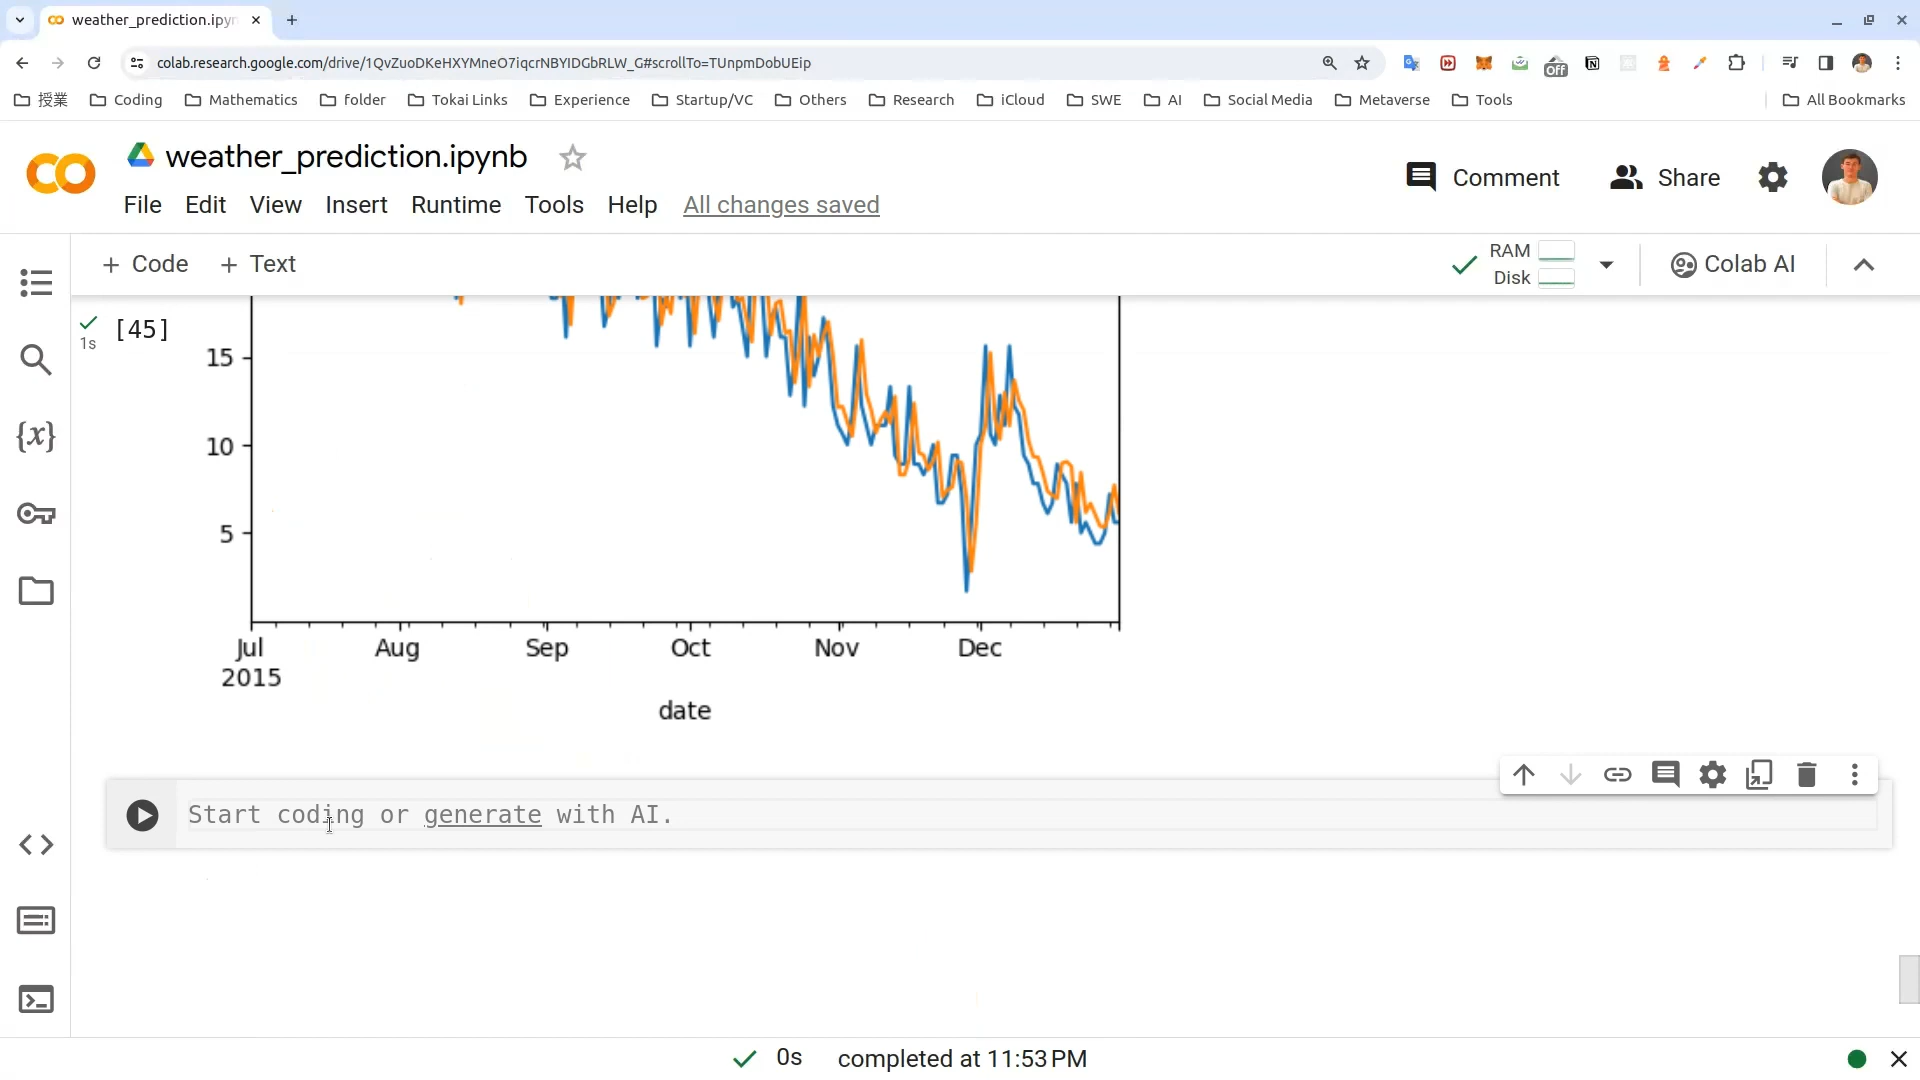 weather_prediction.ipyn
colab.research.google.com/drive/1QvZuoDKeHXYMneO7iqcrNBYIDGbRLW_G#scrollTo=TUnpmDobUEip
Off
授業 Coding Mathematics folder Tokai Links Experience Startup/VC Others Research iCloud SWE AI Social Media Metaverse Tools All Bookmarks
weather_prediction.ipynb
Comment Share
File Edit View Insert Runtime Tools Help All changes saved
+ Code + Text
RAM
Disk
Colab AI
[45]
1s
15
10
5
Jul Aug Sep Oct Nov Dec
2015
date
{x}
Start coding or generate with AI.
0s completed at 11:53 PM